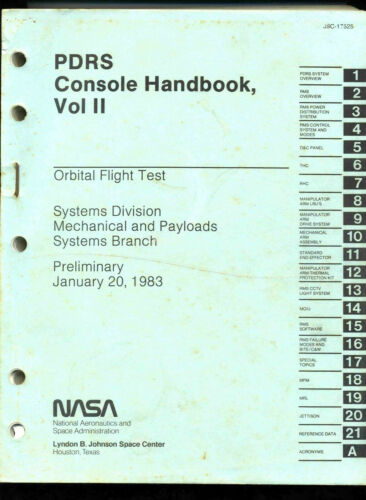 JSC-17525
PDRS
Console Handbook,
Vol II
Orbital Flight Test
Systems Division
Mechanical and Payloads
Systems Branch
Preliminary
January 20, 1983
NASA
National Aeronautics and
Space Administration
Lyndon B. Johnson Space Center
Houston, Texas
PDRS SYSTEM
OVERVIEW
1
RMS
OVERVIEW
2
RMS POWER
DISTRIBUTION
SYSTEM
3
RMS CONTROL
SYSTEM AND
MODES
4
D&C PANEL
5
THC
6
RHC
7
MANIPULATOR
ARM LRU'S
8
MANIPULATOR
ARM
DRIVE SYSTEM
9
MECHANICAL
ARM
ASSEMBLY
10
STANDARD
END EFFECTOR
11
MANIPULATOR
ARM THERMAL
PROTECTION KIT
12
RMS CCTV
LIGHT SYSTEM
13
MCIU
14
RMS
SOFTWARE
15
RMS FAILURE
MODES AND
BITE/C&W
16
SPECIAL
TOPICS
17
MPM
18
MRL
19
JETTISON
20
REFERENCE DATA
21
ACRONYMS
A